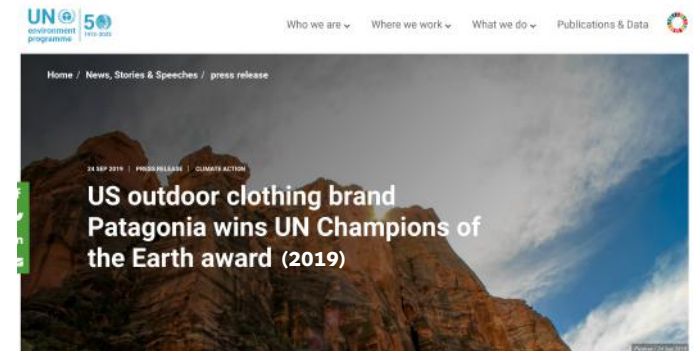 UN
environment
programme
50
1972-2022
Who we are
Where we work
What we do
Publications & Data
Home / News, Stories & Speeches / press release
24 SEP 2019 | PRESS RELEASE | CLIMATE ACTION
US outdoor clothing brand
Patagonia wins UN Champions of
the Earth award (2019)